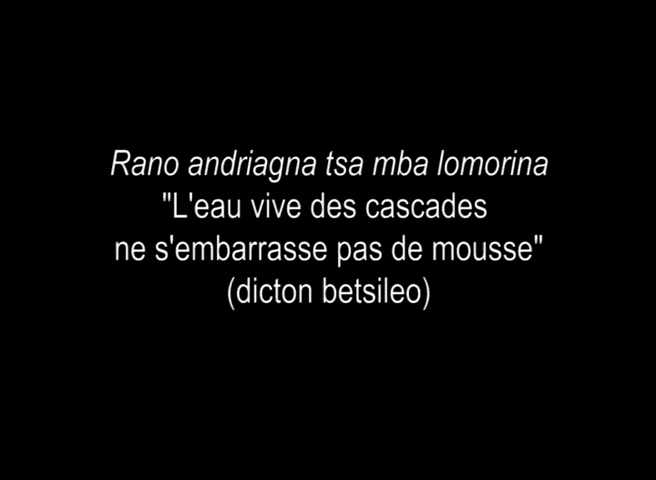 Rano andriagna tsa mba lomorina
"L'eau vive des cascades
ne s'embarrasse pas de mousse"
(dicton betsileo)